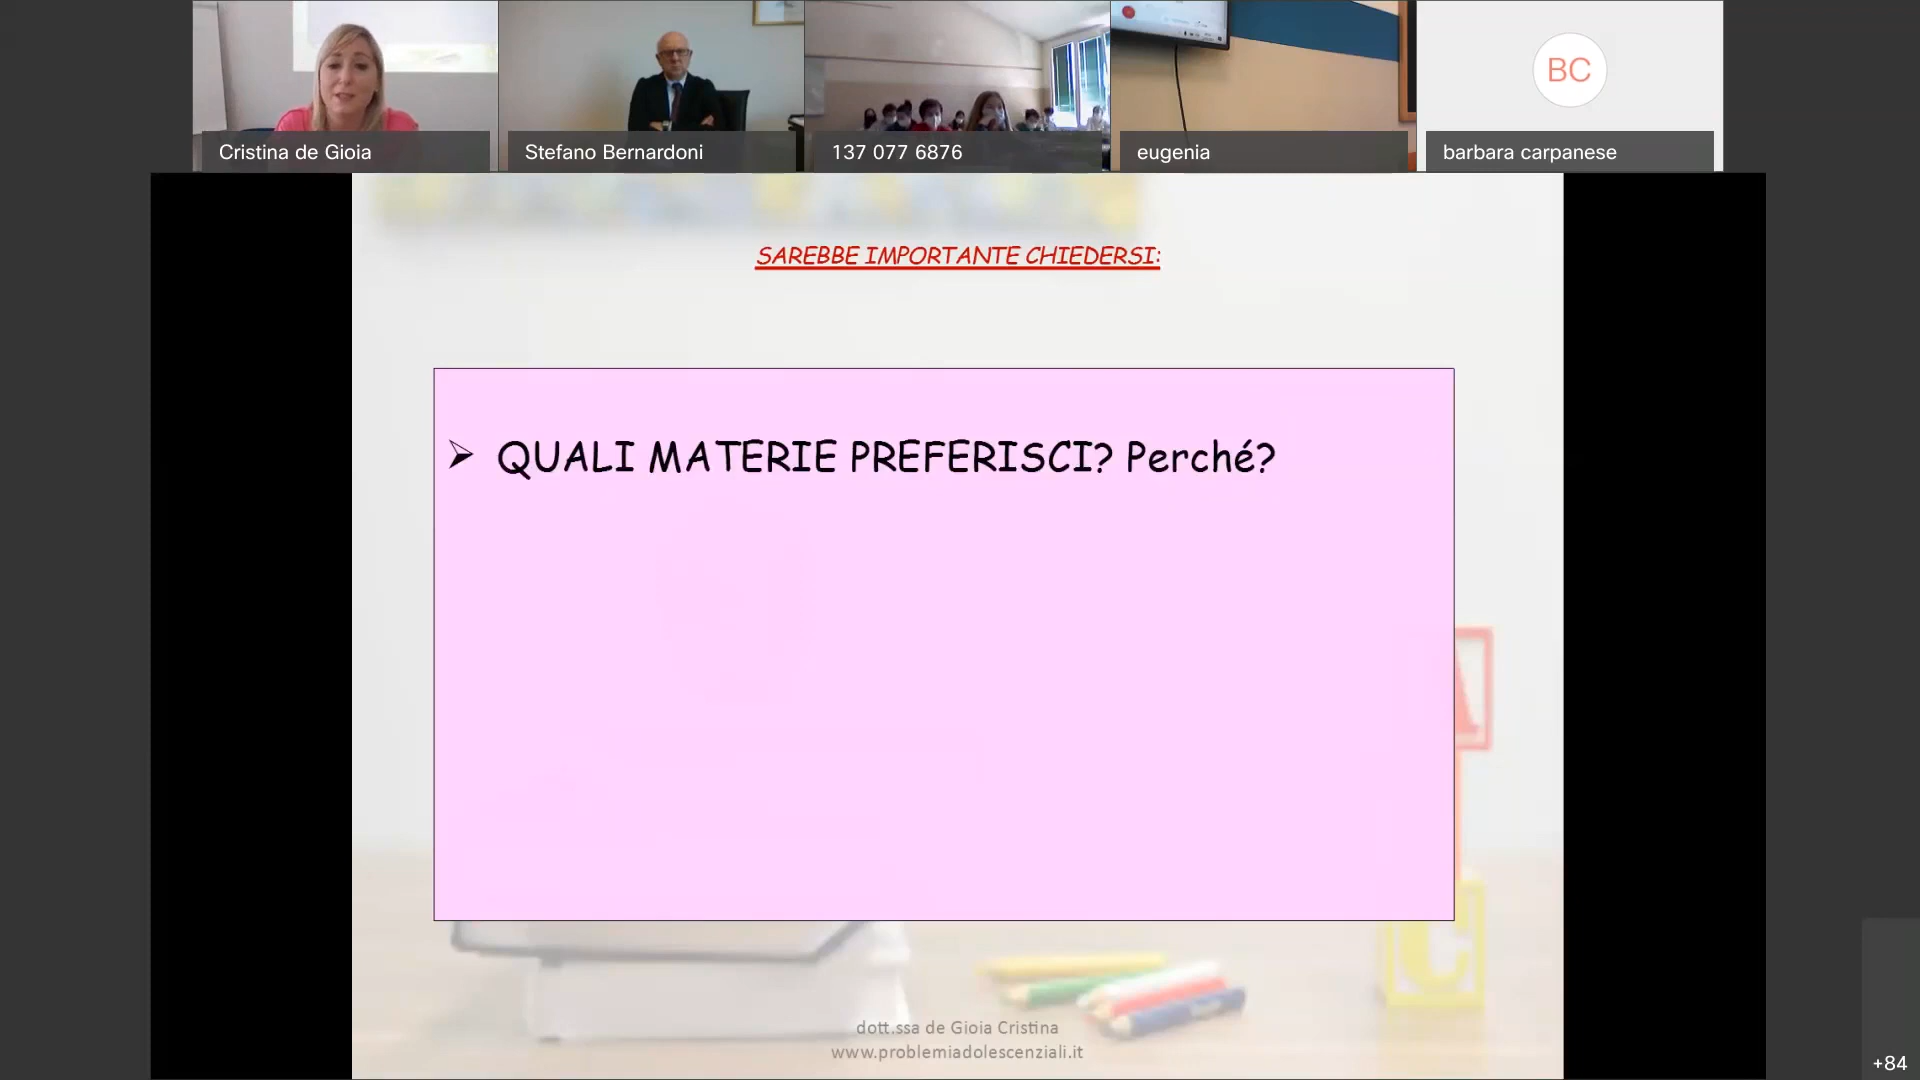 Cristina de Gioia
Stefano Bernardoni
137 077 6876
eugenia
BC
barbara carpanese
SAREBBE IMPORTANTE CHIEDERSI:
➢ QUALI MATERIE PREFERISCI? Perché?
C
dott.ssa de Gioia Cristina
www.problemiadolescenziali.it
+84